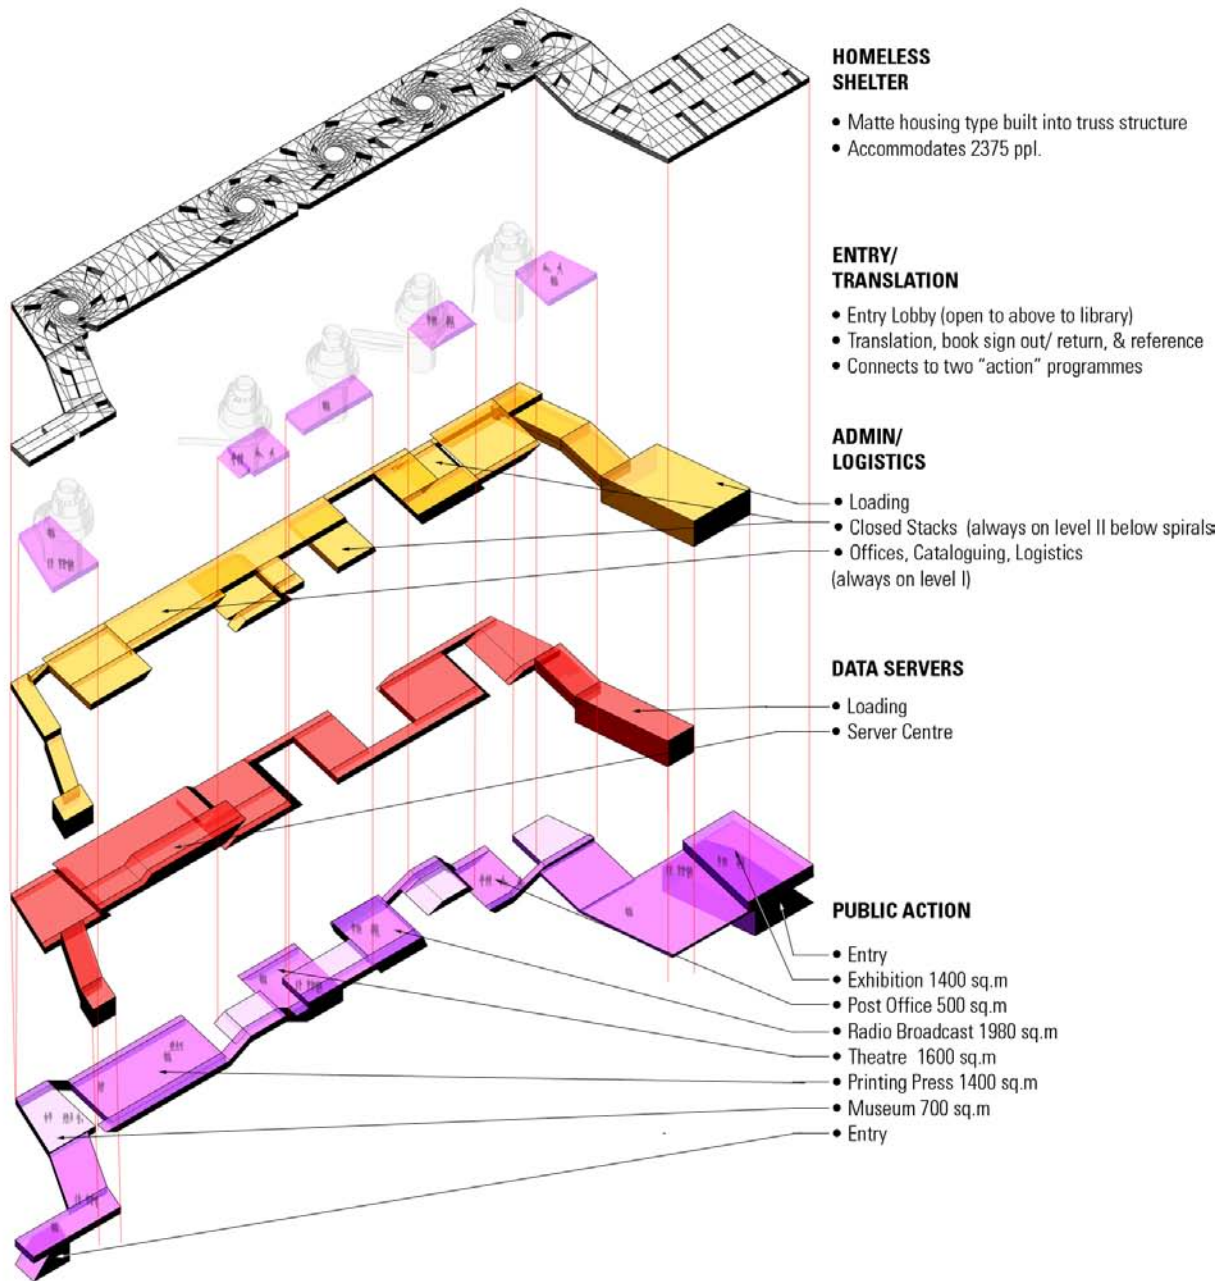 HOMELESS
SHELTER
• Matte housing type built into truss structure
• Accommodates 2375 ppl.
ENTRY/
TRANSLATION
• Entry Lobby (open to above to library)
• Translation, book sign out/ return, & reference
• Connects to two "action" programmes
ADMIN/
LOGISTICS
• Loading
• Closed Stacks (always on level II below spirals
• Offices, Cataloguing, Logistics
(always on level I)
DATA SERVERS
• Loading
• Server Centre
PUBLIC ACTION
• Entry
• Exhibition 1400 sq.m
• Post Office 500 sq.m
• Radio Broadcast 1980 sq.m
• Theatre 1600 sq.m
• Printing Press 1400 sq.m
• Museum 700 sq.m
• Entry